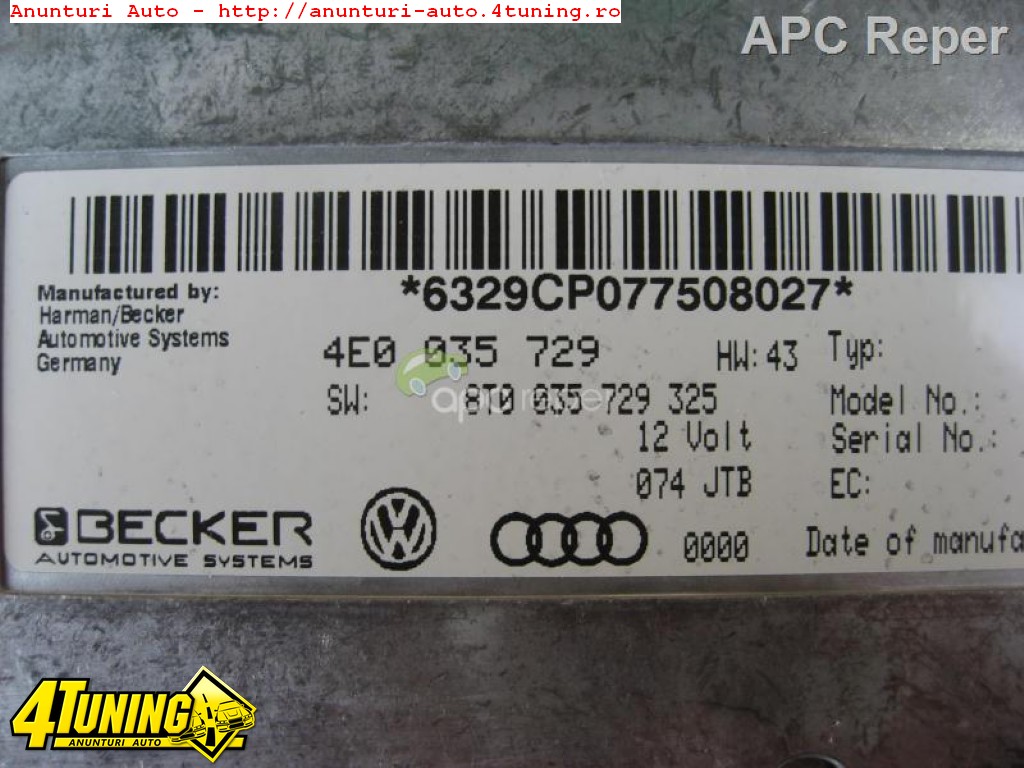 Anunturi Auto - http://anunturi-auto.4tuning.ro
APC Reper
*6329CP077508027*
Manufactured by:
Harman/Becker
Automotive Systems
Germany
4E0 035 729
HW: 43
Typ:
SW: 8T0 035 729 325
Model No.:
12 Volt
Serial No.:
074 JTB
EC:
BECKER
AUTOMOTIVE SYSTEMS
0000
Date of manufa
apc reper
4TUNING
ANUNTURI AUTO